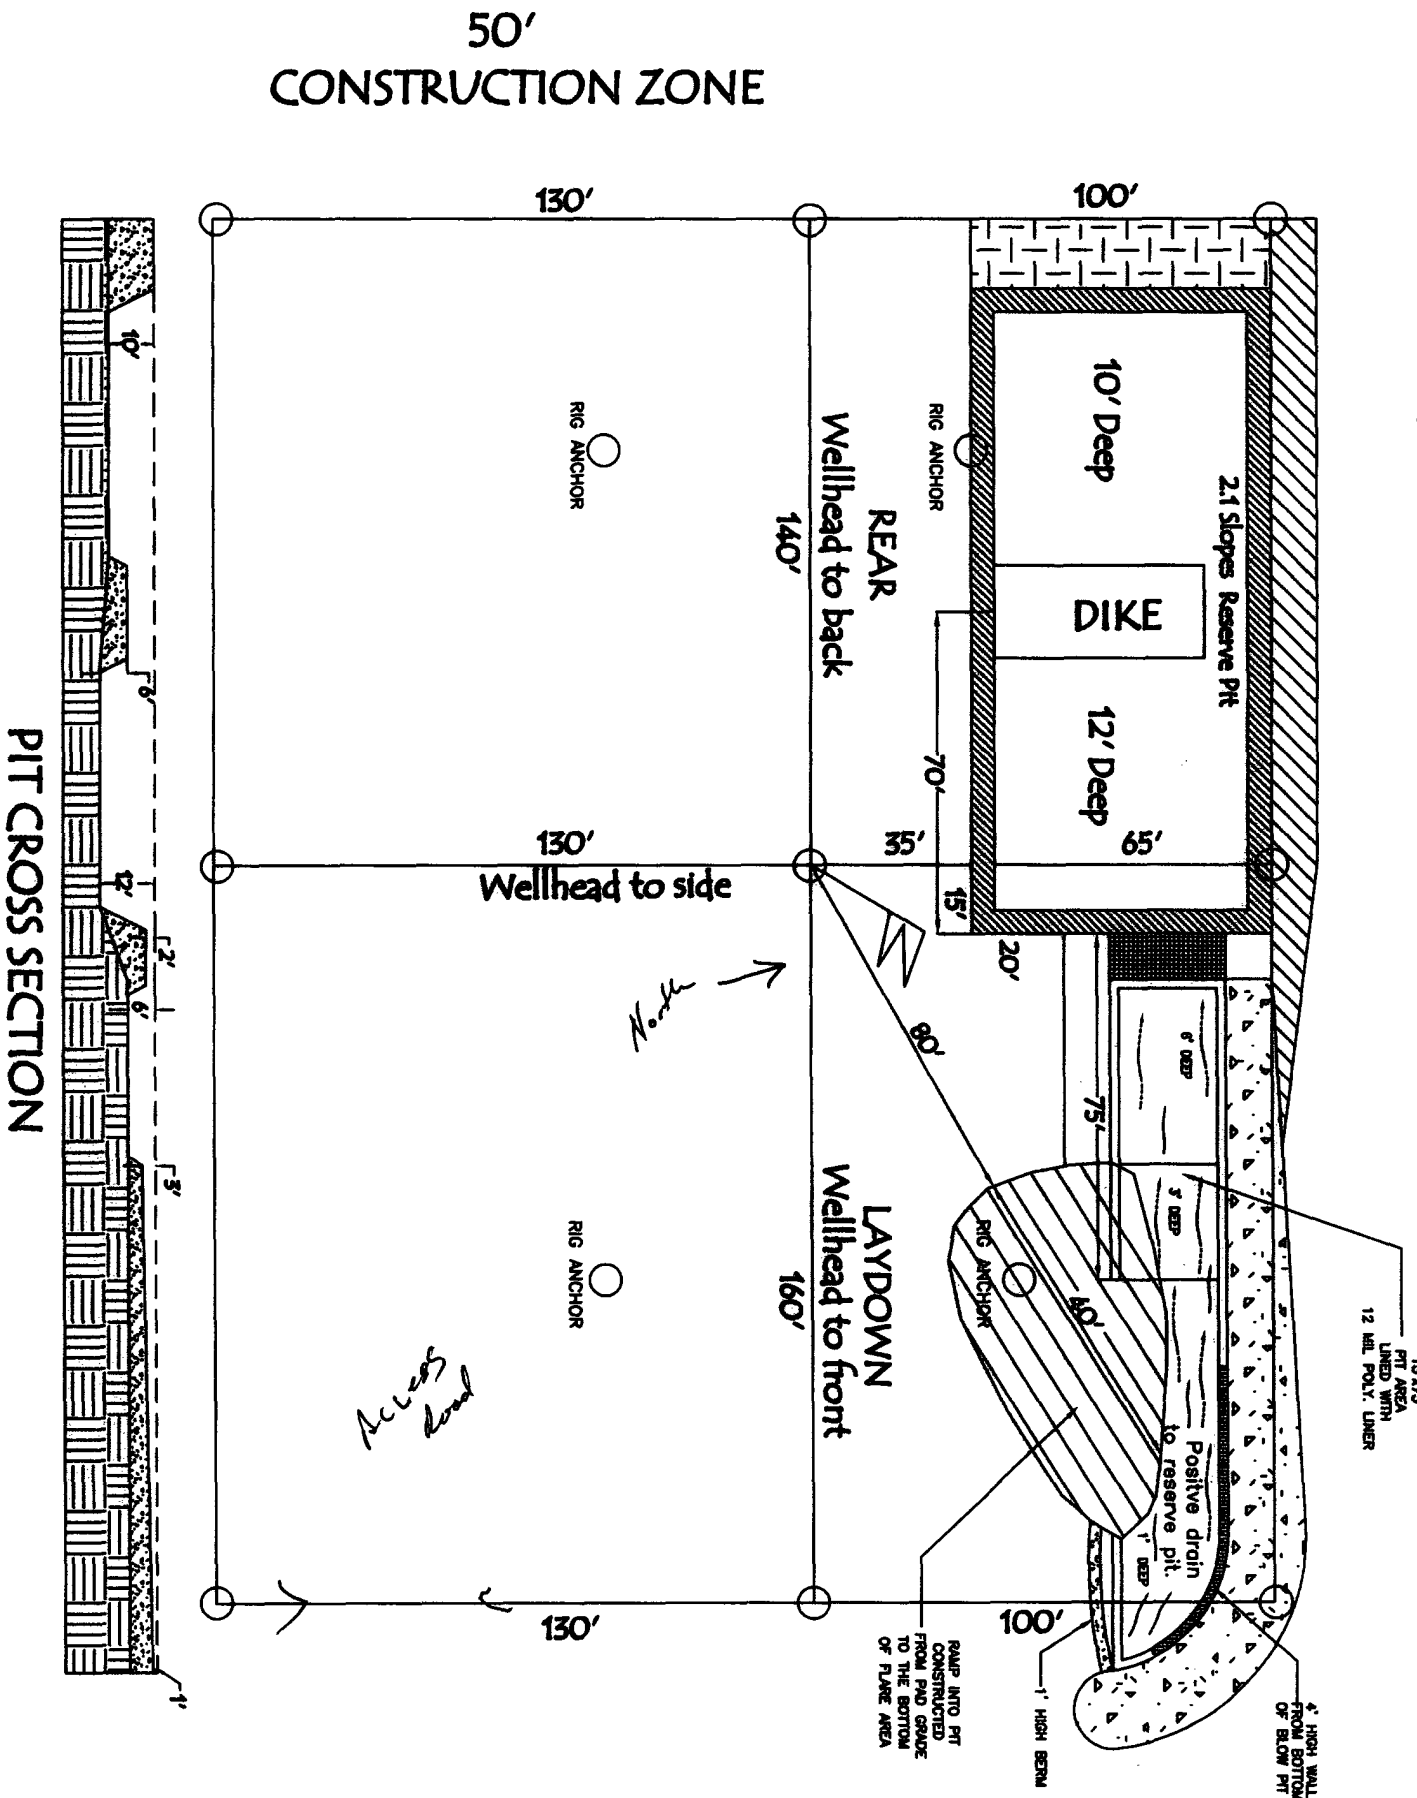 50'
CONSTRUCTION ZONE
130'
100'
10'
6'
12'
2'
6'
3'
1'
PIT CROSS SECTION
RIG ANCHOR
RIG ANCHOR
10' Deep
2:1 Slopes Reserve Pit
DIKE
12' Deep
REAR
Wellhead to back
140'
70'
130'
Wellhead to side
35'
65'
15'
20'
North
80'
75'
6' DEEP
3' DEEP
PIT AREA
LINED WITH
12 MIL POLY. LINER
LAYDOWN
Wellhead to front
160'
RIG ANCHOR
RIG ANCHOR
40'
Access
Road
Positve drain
to reserve pit.
1' DEEP
130'
100'
RAMP INTO PIT
CONSTRUCTED
FROM PAD GRADE
TO THE BOTTOM
OF FLARE AREA
1' HIGH BERM
4' HIGH WALL
FROM BOTTOM
OF BLOW PIT